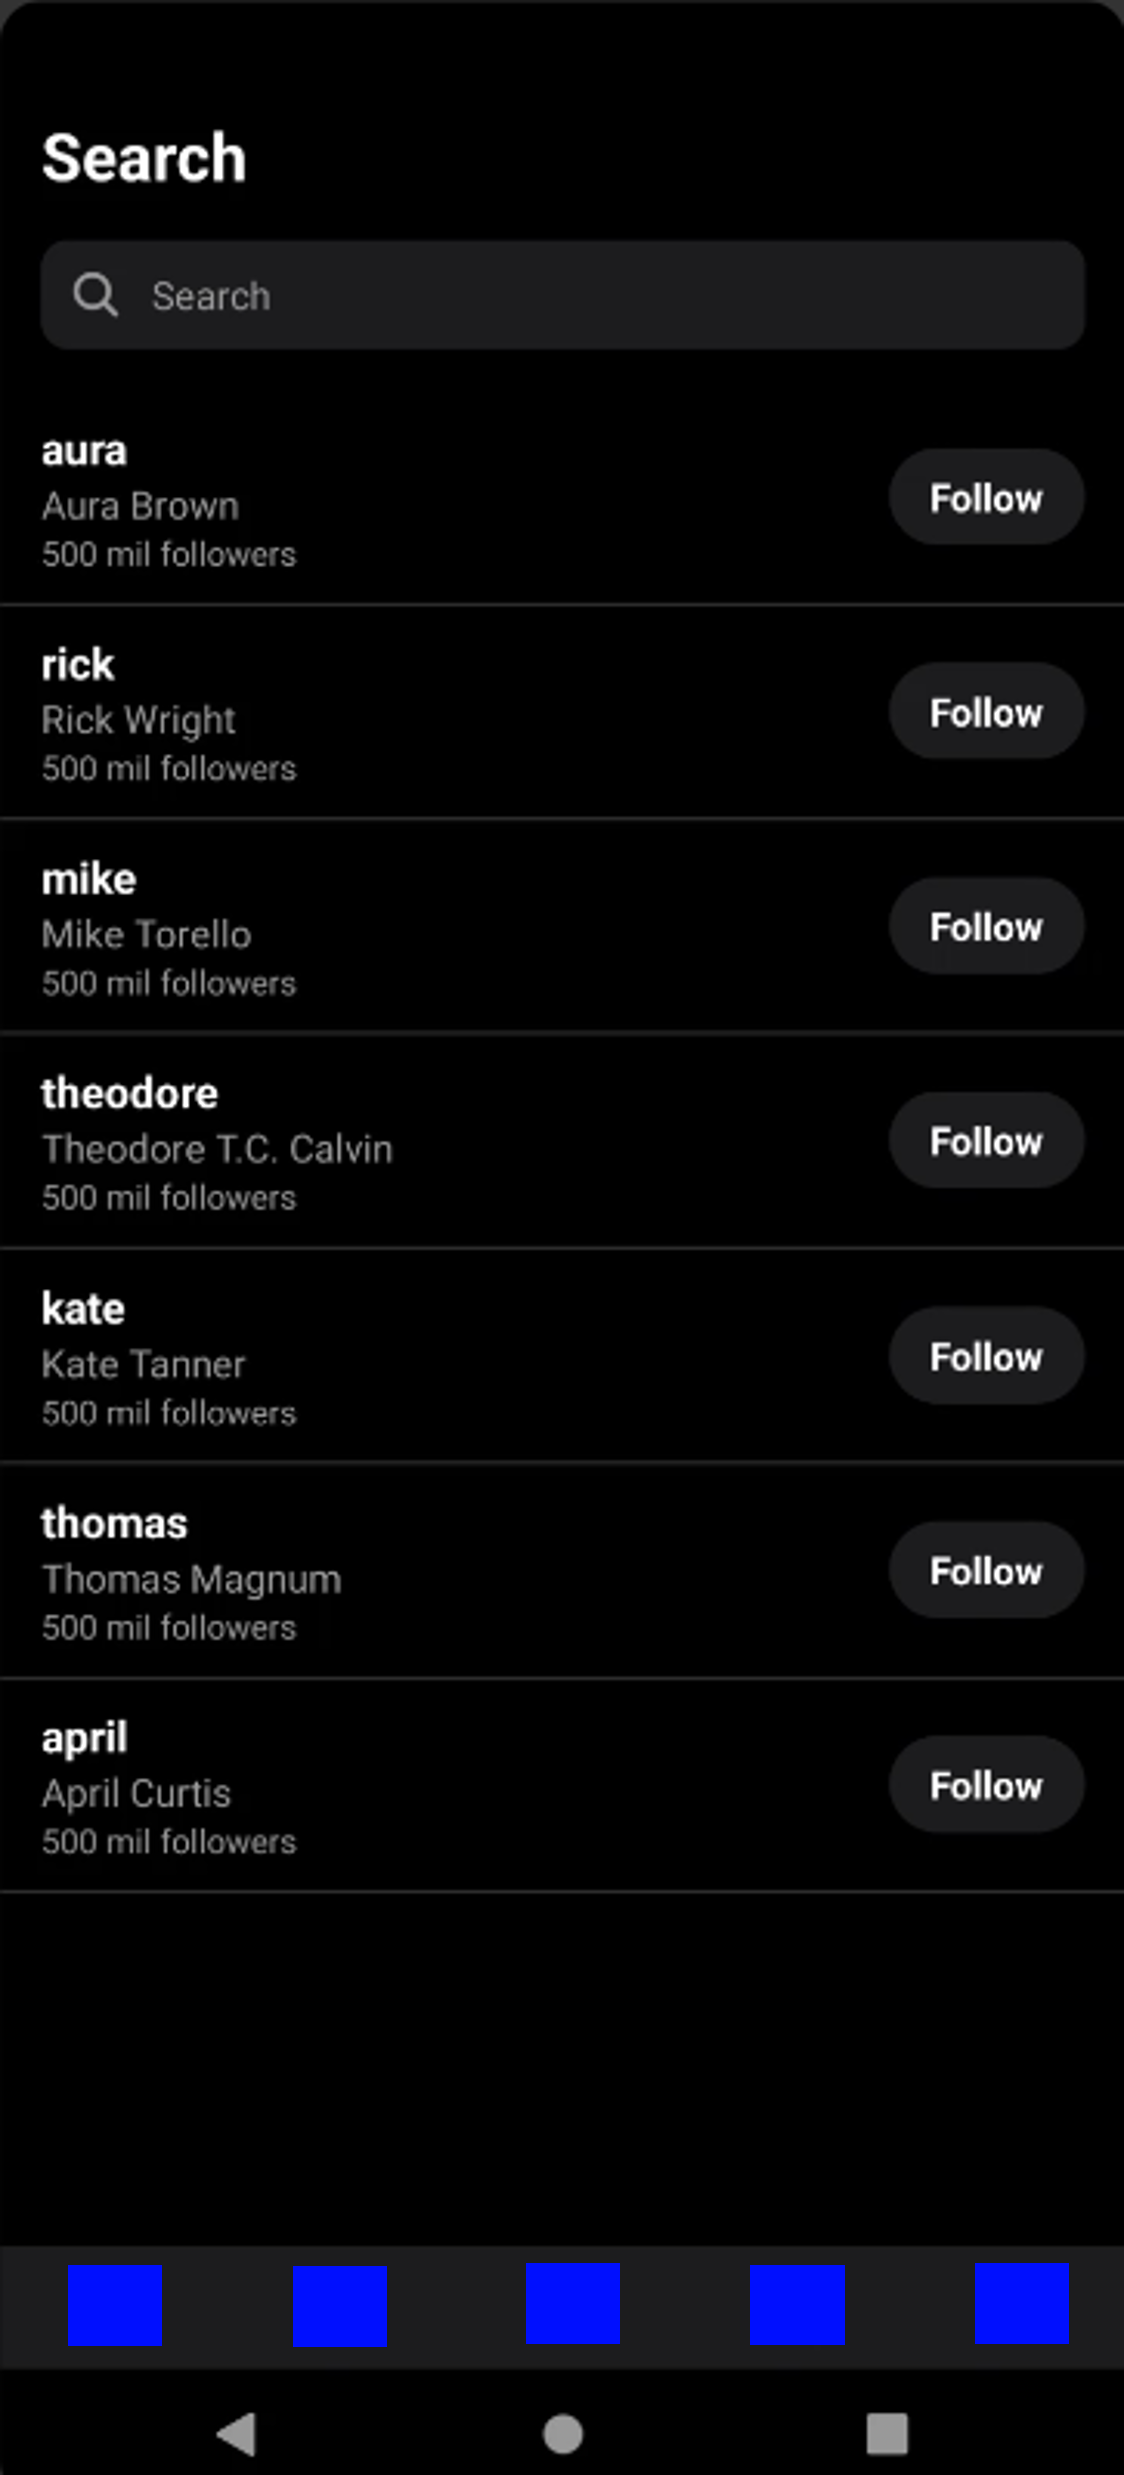 Search
Search
aura
Aura Brown
500 mil followers
Follow
rick
Rick Wright
500 mil followers
Follow
mike
Mike Torello
500 mil followers
Follow
theodore
Theodore T.C. Calvin
500 mil followers
Follow
kate
Kate Tanner
500 mil followers
Follow
thomas
Thomas Magnum
500 mil followers
Follow
april
April Curtis
500 mil followers
Follow